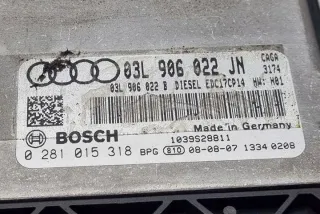 03L 906 022 JN CAGA
3174
03L 906 022 B DIESEL EDC17CP14 HW: H01
Made in Germany
BOSCH 1039S28811
0 281 015 318 BPG 810 08-08-07 1334 0208